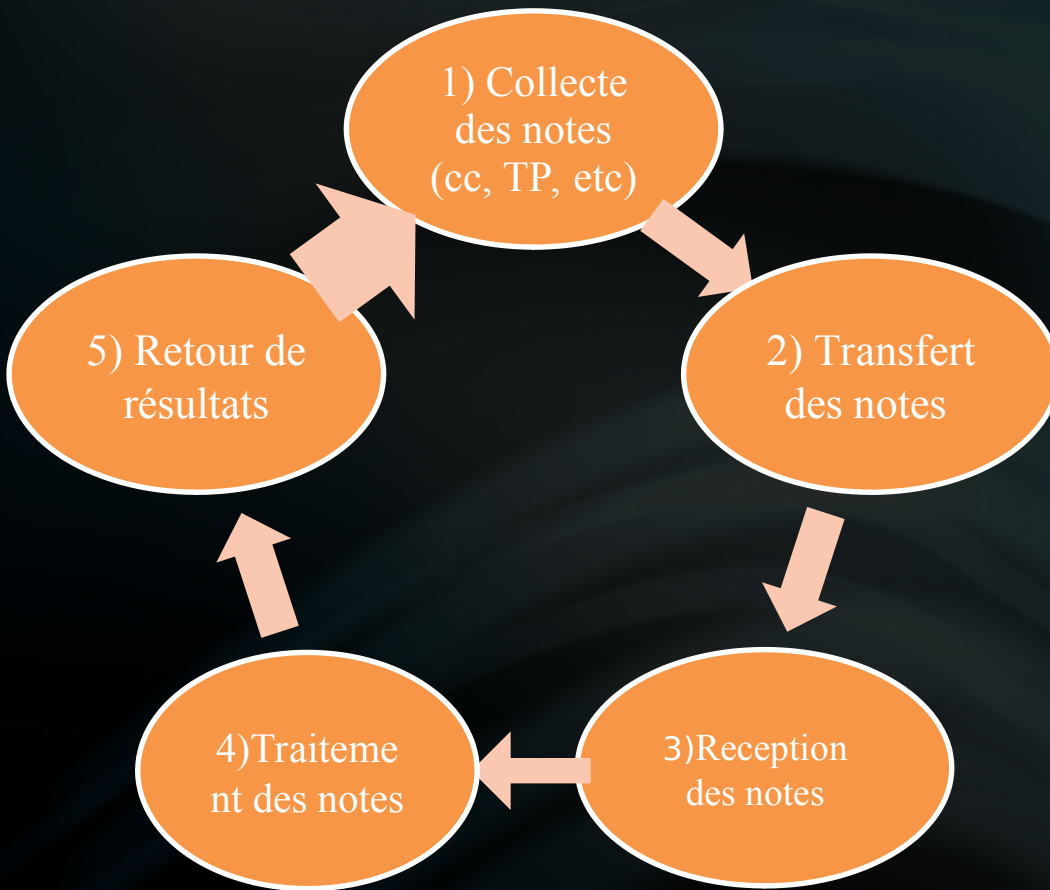 1) Collecte
des notes
(cc, TP, etc)
2) Transfert
des notes
3)Reception
des notes
4)Traiteme
nt des notes
5) Retour de
résultats